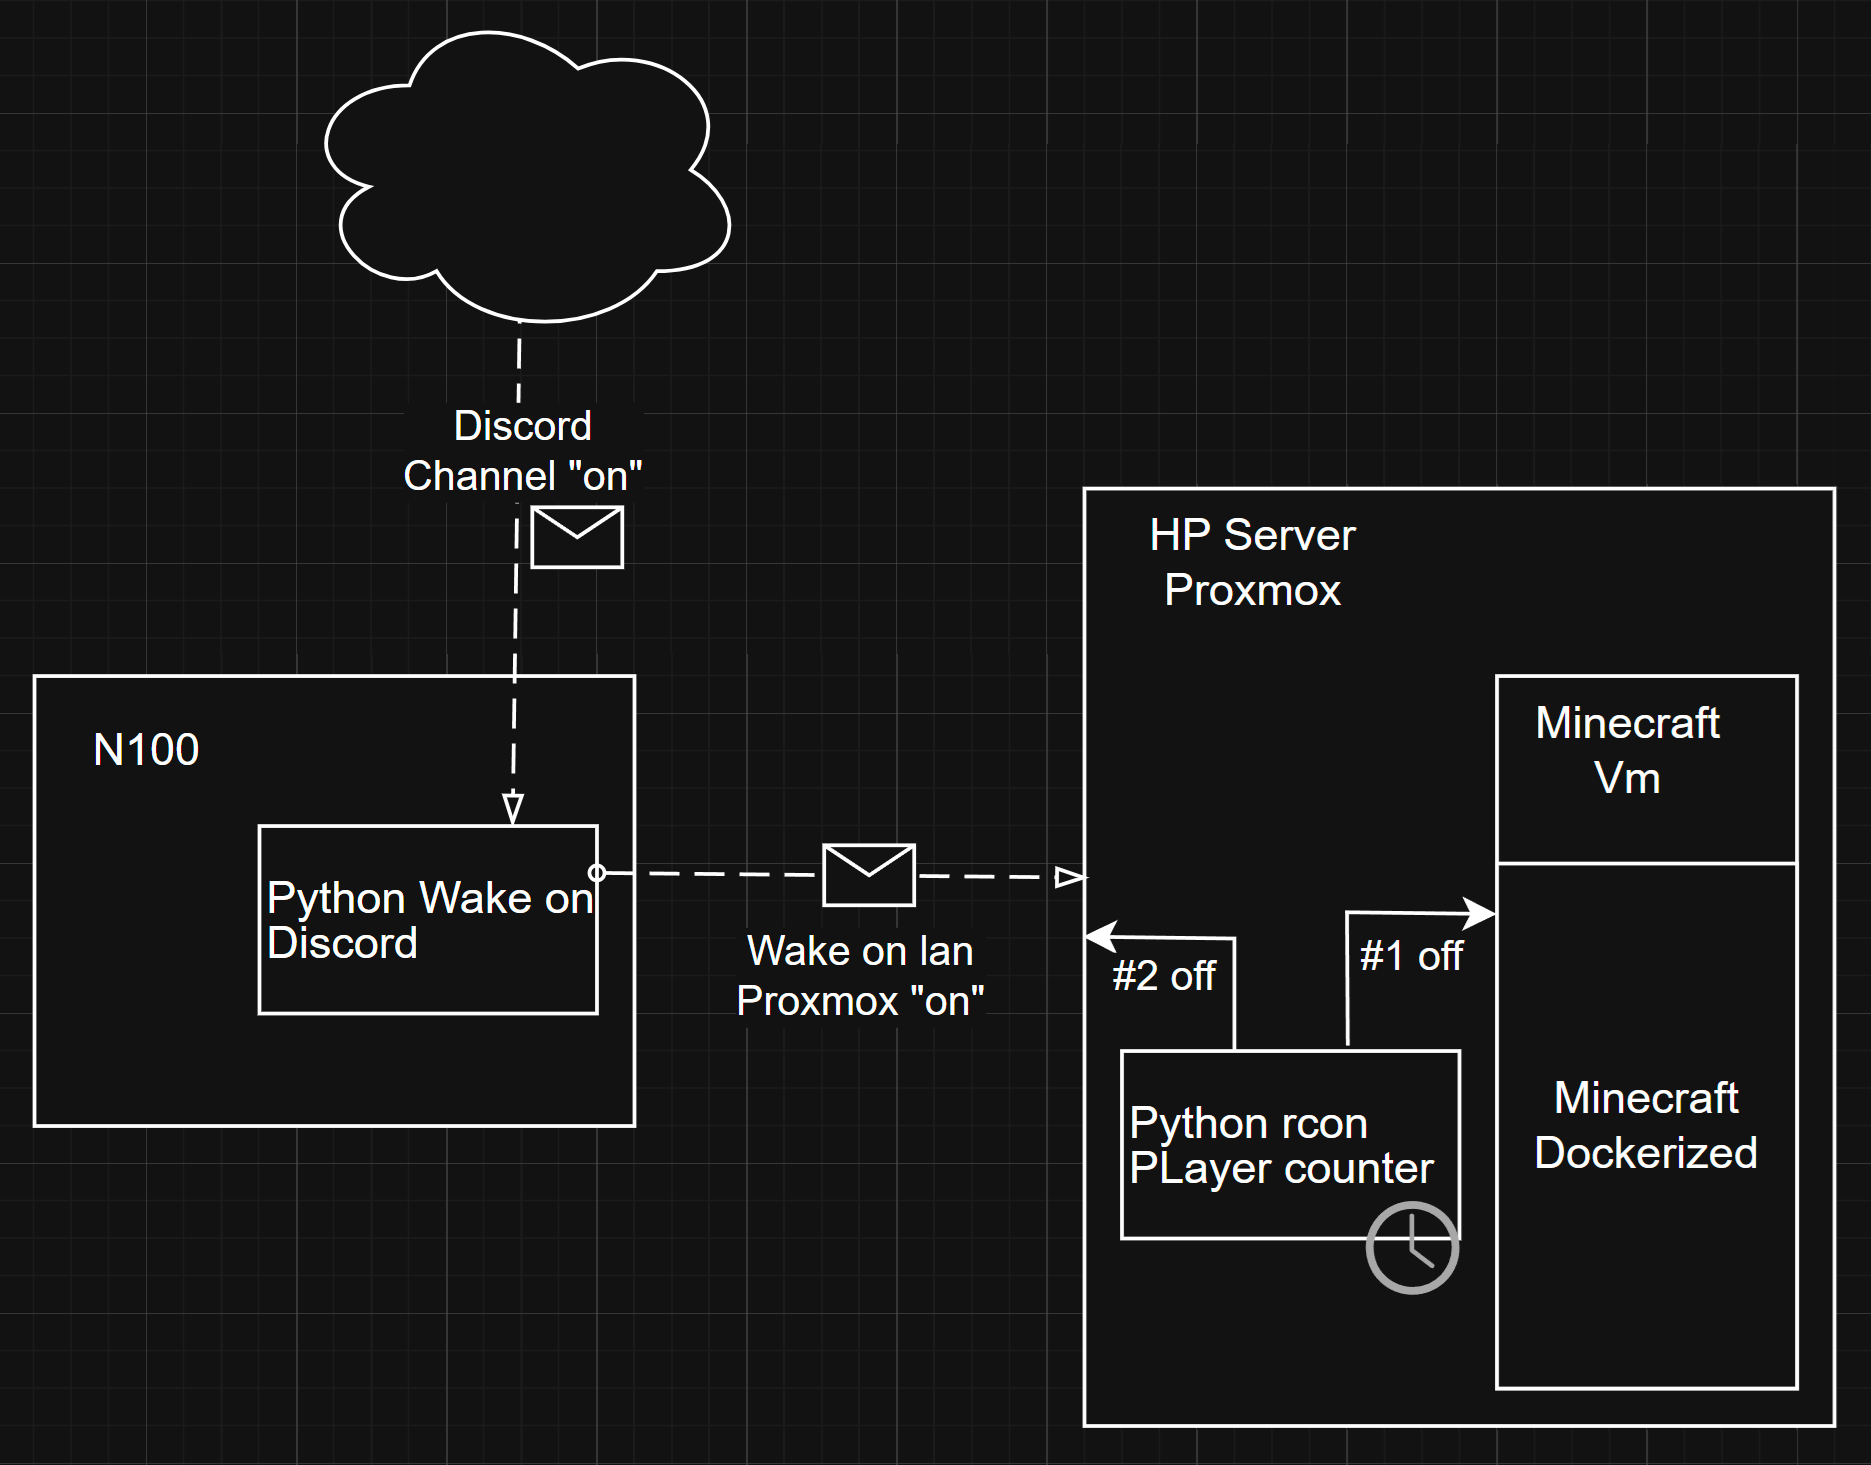 Discord
Channel "on"
HP Server
Proxmox
N100
Minecraft
Vm
Python Wake on
Discord
Wake on lan
Proxmox "on"
#2 off
#1 off
Python rcon
PLayer counter
Minecraft
Dockerized